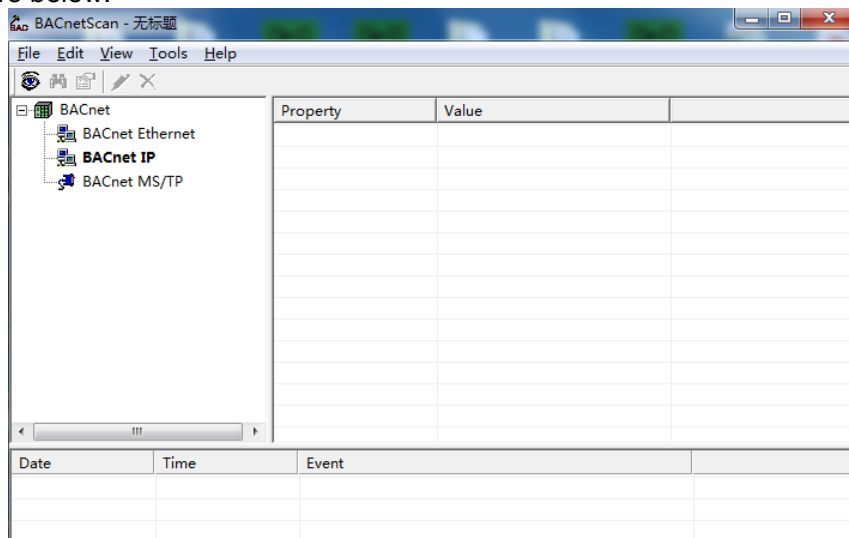 BACnetScan - 无标题
File Edit View Tools Help
BACnet
BACnet Ethernet
BACnet IP
BACnet MS/TP
Property Value
Date Time Event